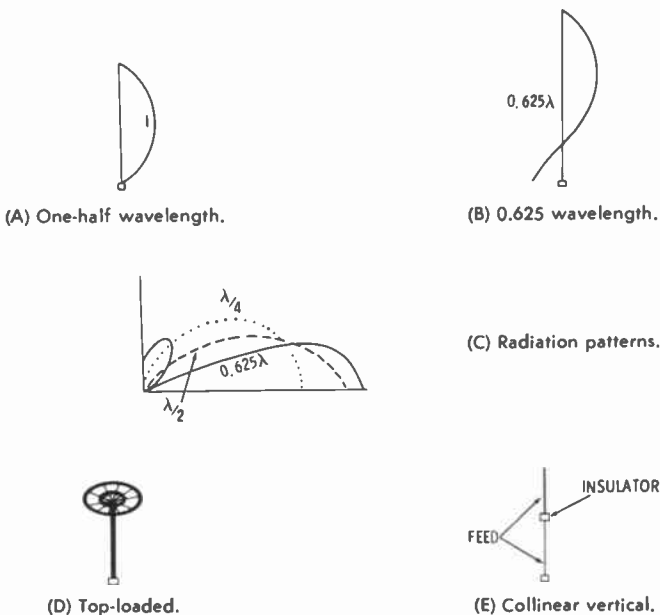 I
0.625λ
(A) One-half wavelength.
(B) 0.625 wavelength.
λ/4
0.625λ
λ/2
(C) Radiation patterns.
INSULATOR
FEED
(D) Top-loaded.
(E) Collinear vertical.